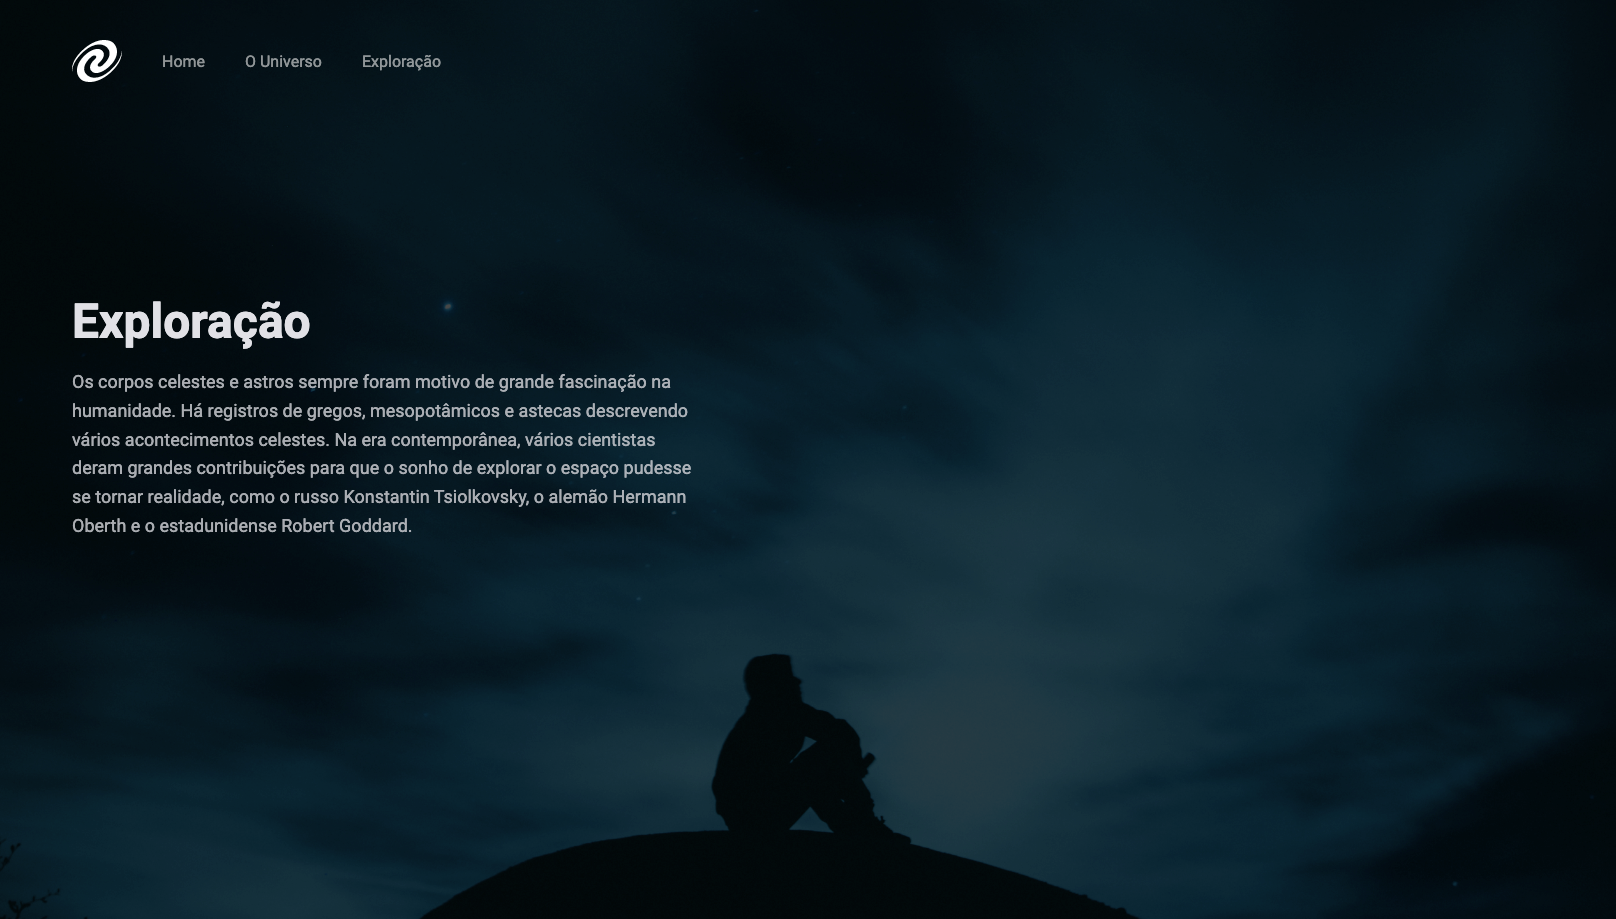 Home O Universo Exploração
Exploração
Os corpos celestes e astros sempre foram motivo de grande fascinação na
humanidade. Há registros de gregos, mesopotâmicos e astecas descrevendo
vários acontecimentos celestes. Na era contemporânea, vários cientistas
deram grandes contribuições para que o sonho de explorar o espaço pudesse
se tornar realidade, como o russo Konstantin Tsiolkovsky, o alemão Hermann
Oberth e o estadunidense Robert Goddard.